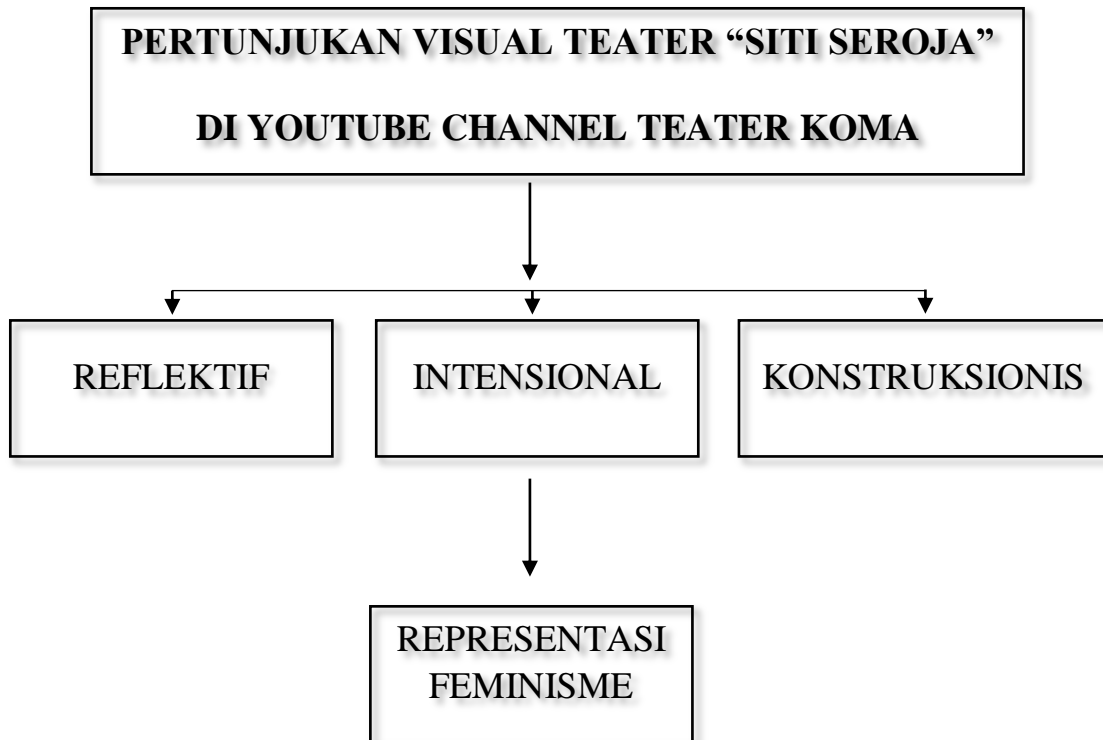 PERTUNJUKAN VISUAL TEATER “SITI SEROJA”
DI YOUTUBE CHANNEL TEATER KOMA
REFLEKTIF
INTENSIONAL
KONSTRUKSIONIS
REPRESENTASI
FEMINISME